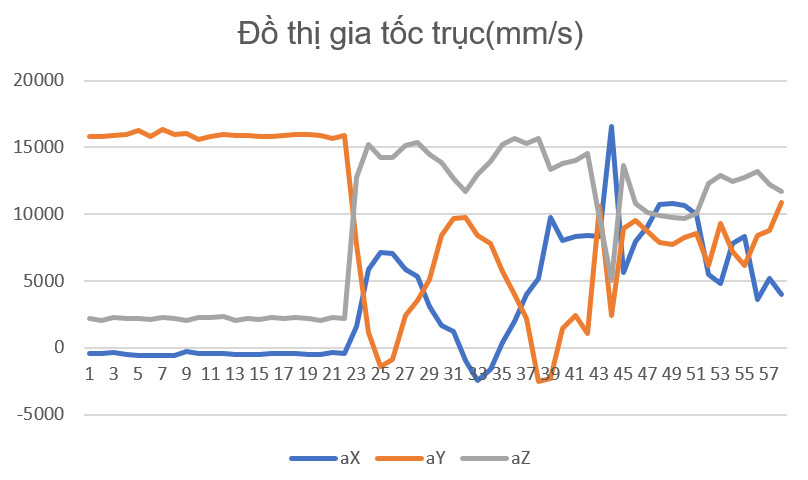 Đồ thị gia tốc trục(mm/s)
20000
15000
10000
5000
0
1 3 5 7 9 11 13 15 17 19 21 23 25 27 29 31 33 35 37 39 41 43 45 47 49 51 53 55 57
-5000
aX aY aZ